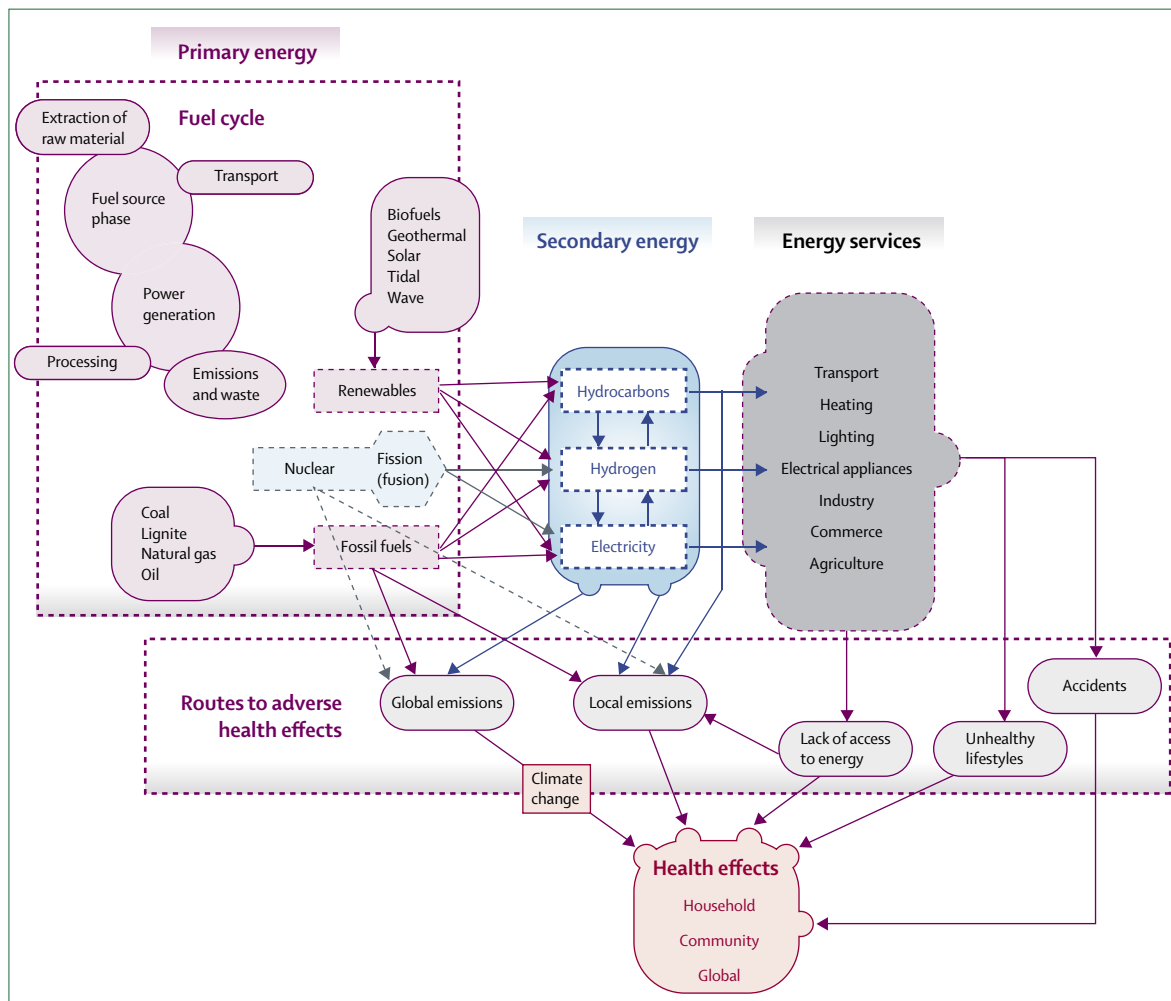 Primary energy
Fuel cycle
Extraction of
raw material
Transport
Fuel source
phase
Power
generation
Processing
Emissions
and waste
Biofuels
Geothermal
Solar
Tidal
Wave
Renewables
Nuclear
Fission
(fusion)
Coal
Lignite
Natural gas
Oil
Fossil fuels
Secondary energy
Hydrocarbons
Hydrogen
Electricity
Energy services
Transport
Heating
Lighting
Electrical appliances
Industry
Commerce
Agriculture
Routes to adverse
health effects
Global emissions
Local emissions
Lack of access
to energy
Unhealthy
lifestyles
Accidents
Climate
change
Health effects
Household
Community
Global